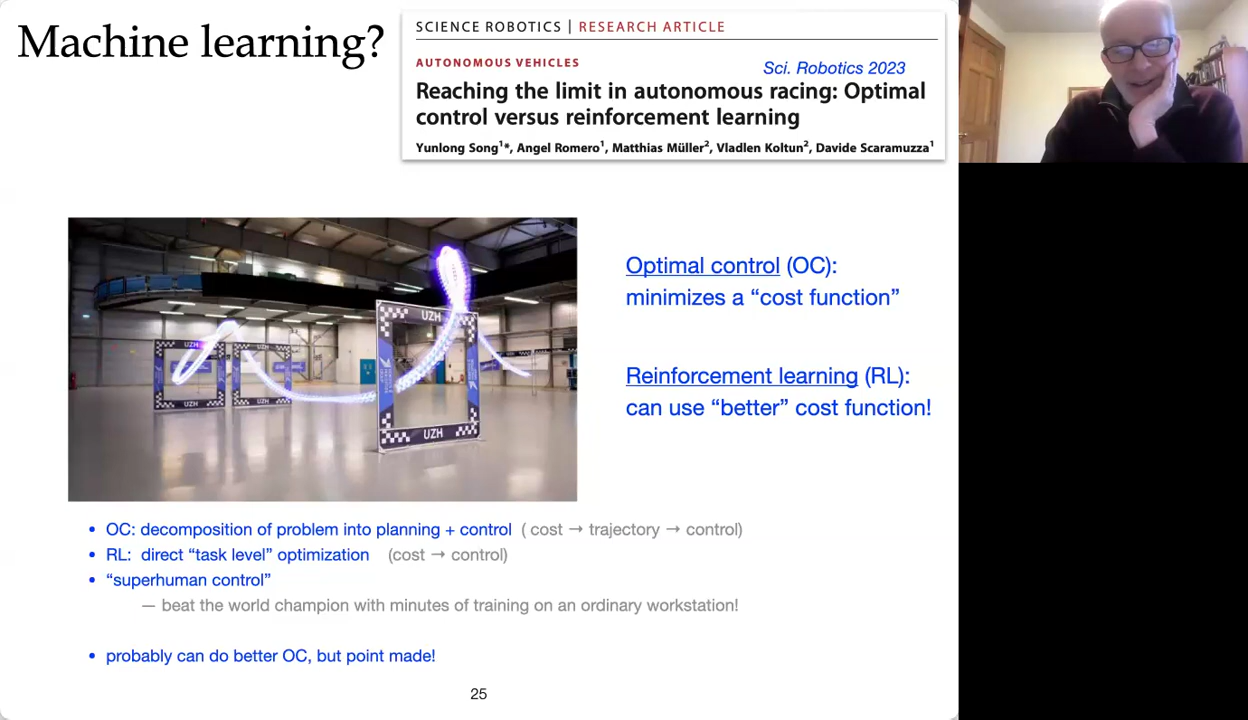 Machine learning?
SCIENCE ROBOTICS | RESEARCH ARTICLE
AUTONOMOUS VEHICLES
Sci. Robotics 2023
Reaching the limit in autonomous racing: Optimal
control versus reinforcement learning
Yunlong Song¹*, Angel Romero¹, Matthias Müller², Vladlen Koltun², Davide Scaramuzza¹
UZH
UZH
UZH
UZH
UZH
UZH
Optimal control (OC):
minimizes a “cost function”
Reinforcement learning (RL):
can use “better” cost function!
• OC: decomposition of problem into planning + control ( cost → trajectory → control)
• RL: direct “task level” optimization (cost → control)
• “superhuman control”
— beat the world champion with minutes of training on an ordinary workstation!
• probably can do better OC, but point made!
25